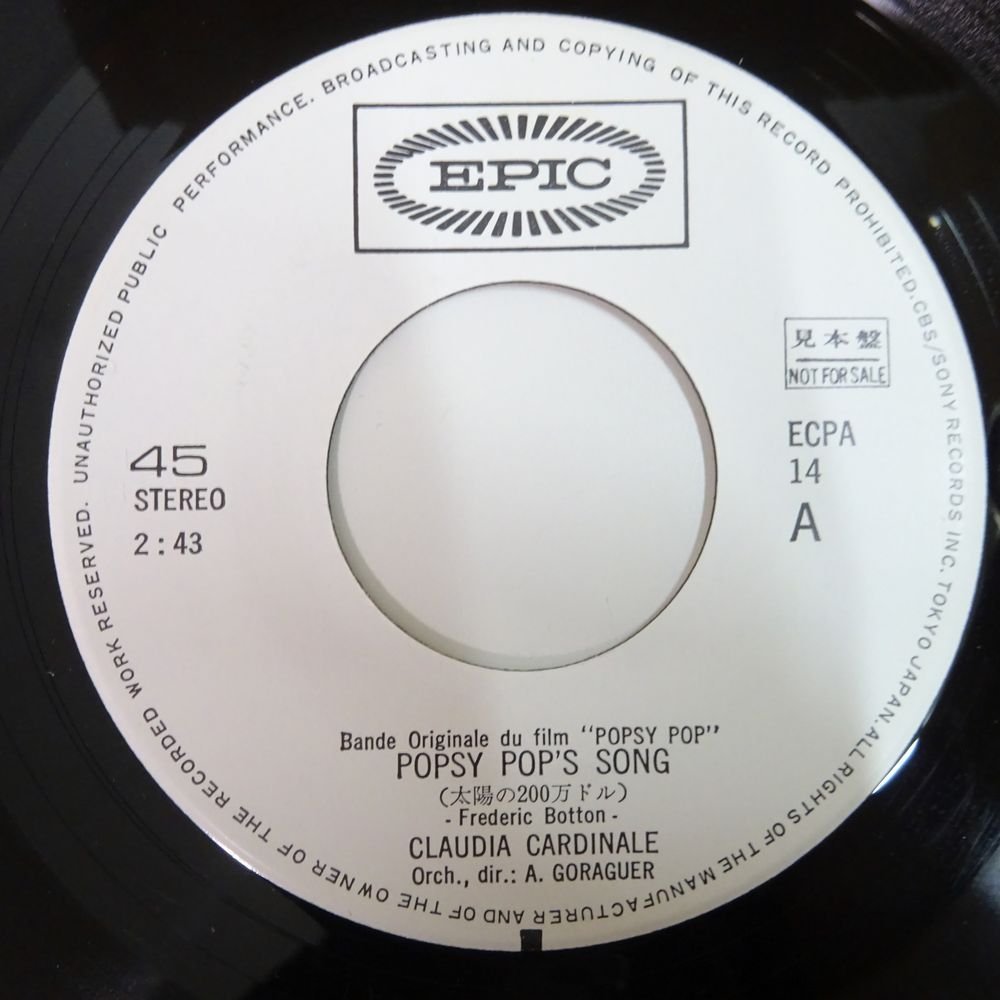 UNAUTHORIZED PUBLIC PERFORMANCE. BROADCASTING AND COPYING OF THIS RECORD PROHIBITED. CBS/SONY RECORDS INC. TOKYO JAPAN. ALL RIGHTS OF THE MANUFACTURER AND OF THE OWNER OF THE RECORDED WORK RESERVED.
EPIC
見本盤
NOT FOR SALE
ECPA
14
A
45
STEREO
2:43
Bande Originale du film "POPSY POP"
POPSY POP'S SONG
(太陽の200万ドル)
- Frederic Botton -
CLAUDIA CARDINALE
Orch., dir.: A. GORAGUER